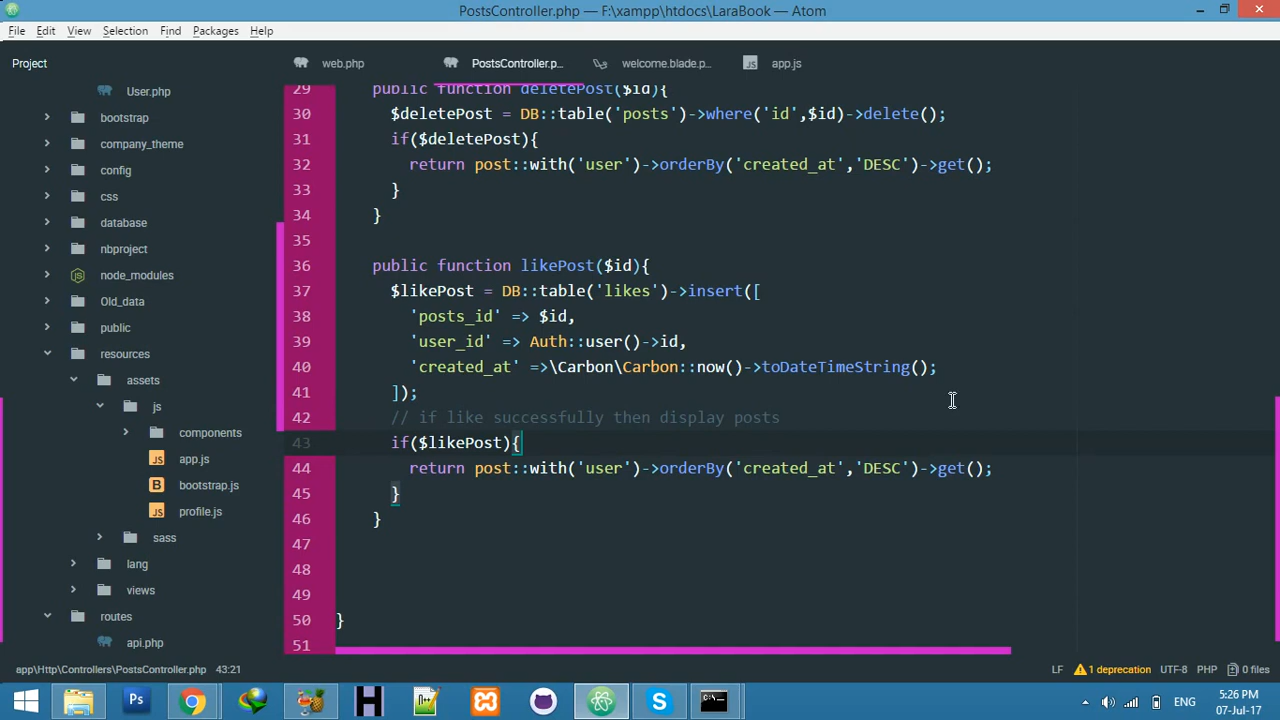 PostsController.php — F:\xampp\htdocs\LaraBook — Atom
File Edit View Selection Find Packages Help
Project
web.php PostsController.p... welcome.blade.p... app.js
User.php
bootstrap
company_theme
config
css
database
nbproject
node_modules
Old_data
public
resources
assets
js
components
app.js
bootstrap.js
profile.js
sass
lang
views
routes
api.php
29 public function deletePost($id){
30 $deletePost = DB::table('posts')->where('id',$id)->delete();
31 if($deletePost){
32 return post::with('user')->orderBy('created_at','DESC')->get();
33 }
34 }
35
36 public function likePost($id){
37 $likePost = DB::table('likes')->insert([
38 'posts_id' => $id,
39 'user_id' => Auth::user()->id,
40 'created_at' =>\Carbon\Carbon::now()->toDateTimeString();
41 ]);
42 // if like successfully then display posts
43 if($likePost){
44 return post::with('user')->orderBy('created_at','DESC')->get();
45 }
46 }
47
48
49
50 }
51
app\Http\Controllers\PostsController.php 43:21 LF 1 deprecation UTF-8 PHP 0 files
ENG 5:26 PM
07-Jul-17